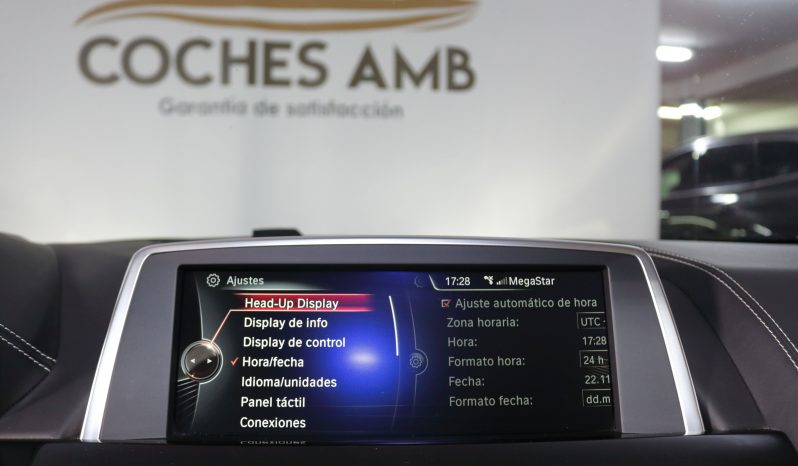 COCHES AMB
Garantía de satisfacción
Ajustes
17:28 MegaStar
Head-Up Display
Display de info
Display de control
Hora/fecha
Idioma/unidades
Panel táctil
Conexiones
Ajuste automático de hora
Zona horaria: UTC -
Hora: 17:28
Formato hora: 24 h
Fecha: 22.11
Formato fecha: dd.m